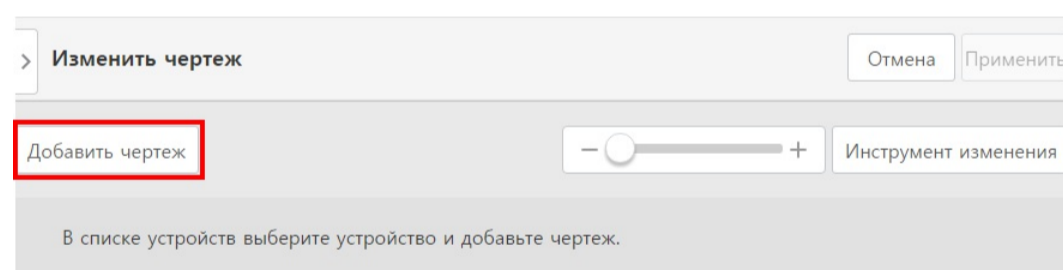 Изменить чертеж
Отмена
Применить
Добавить чертеж
Инструмент изменения
В списке устройств выберите устройство и добавьте чертеж.